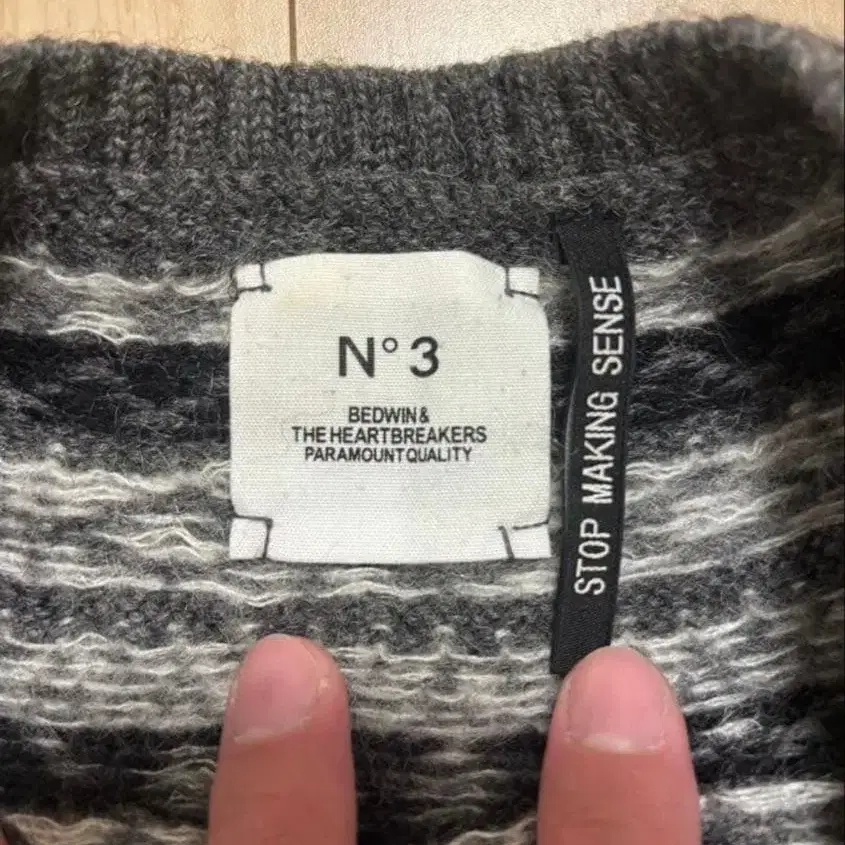 N° 3
BEDWIN &
THE HEARTBREAKERS
PARAMOUNT QUALITY
STOP MAKING SENSE